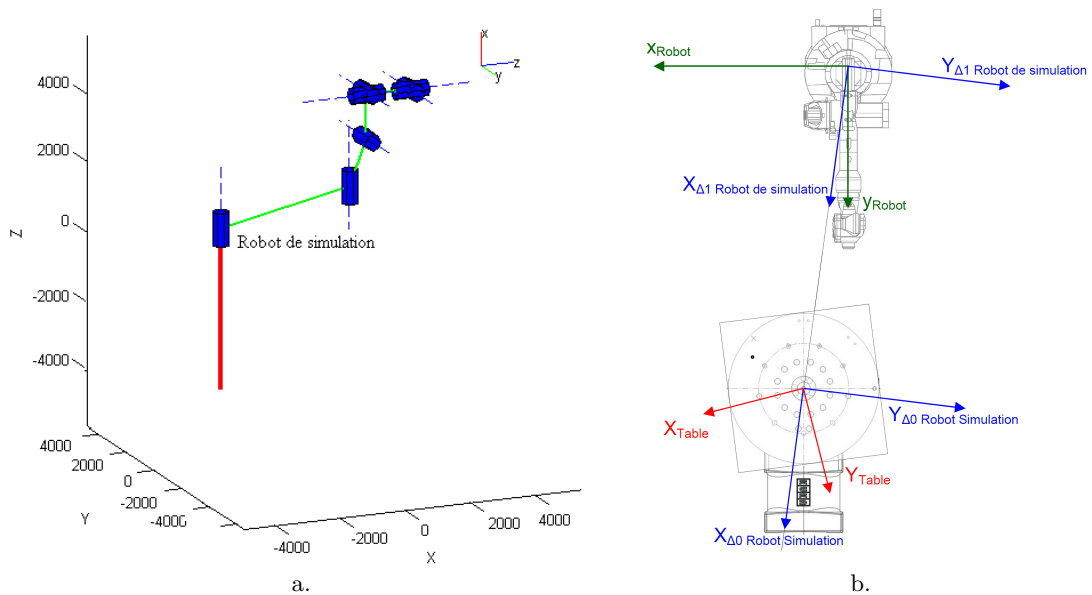 4000
2000
0
-2000
-4000
Z
x
z
y
Robot de simulation
4000
2000
0
-2000
-4000
Y
-4000
-2000
0
2000
4000
X
a.
xRobot
YΔ1 Robot de simulation
XΔ1 Robot de simulation
yRobot
XTable
YΔ0 Robot Simulation
YTable
XΔ0 Robot Simulation
b.